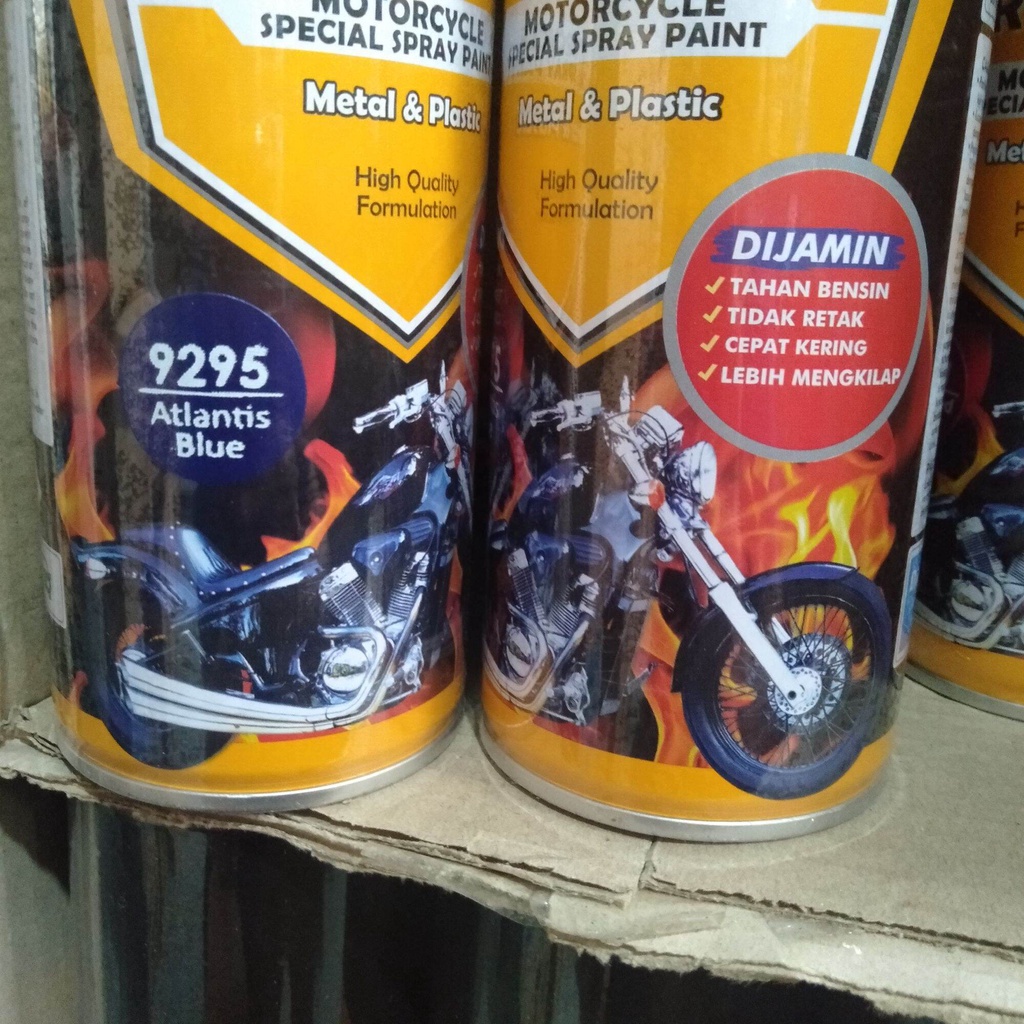 MOTORCYCLE
SPECIAL SPRAY PAINT
Metal & Plastic
High Quality
Formulation
9295
Atlantis
Blue
MOTORCYCLE
SPECIAL SPRAY PAINT
Metal & Plastic
High Quality
Formulation
DIJAMIN
TAHAN BENSIN
TIDAK RETAK
CEPAT KERING
LEBIH MENGKILAP